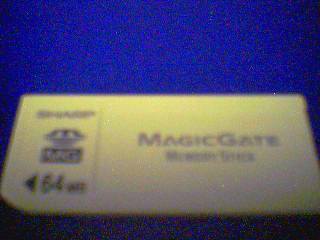 SHARP
MG
64MB
MAGICGATE
MEMORY STICK